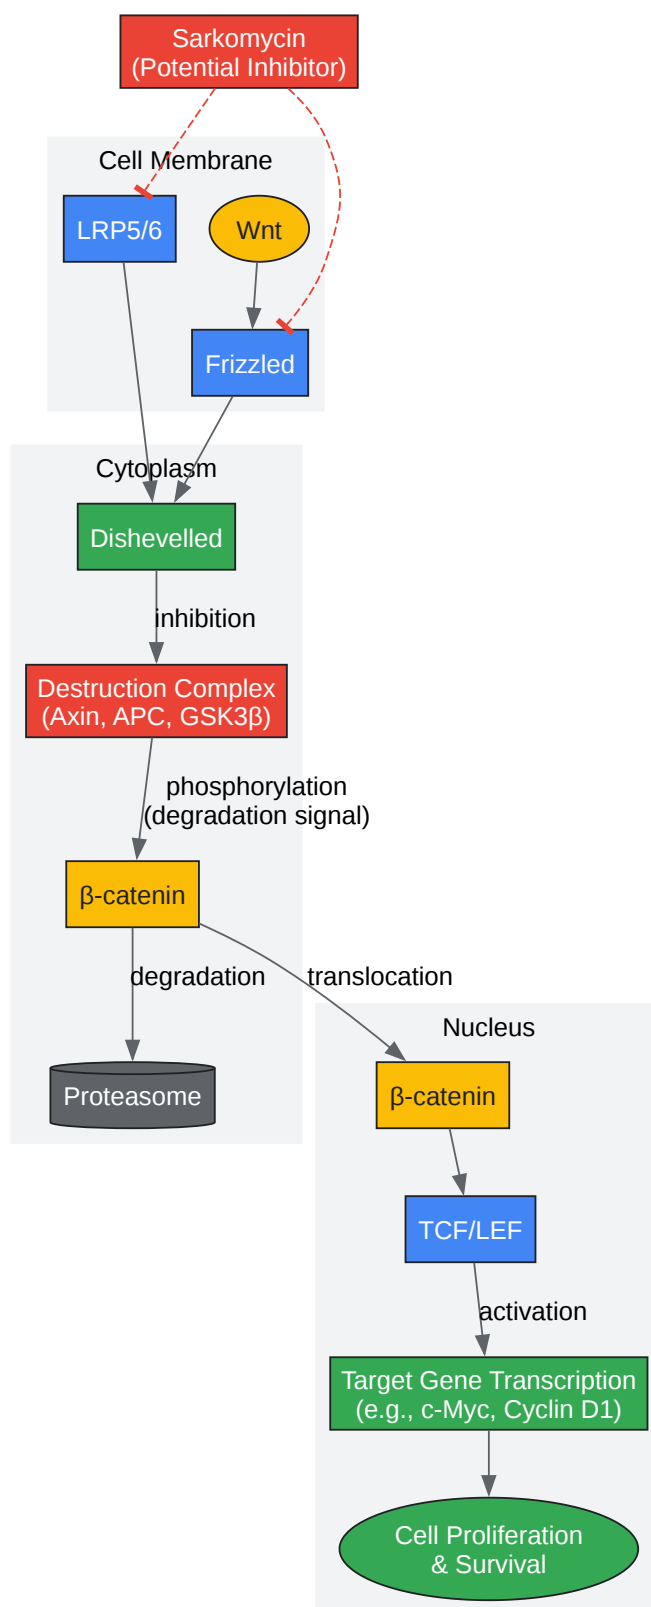 Sarkomycin
(Potential Inhibitor)
Cell Membrane
LRP5/6
Wnt
Frizzled
Cytoplasm
Dishevelled
inhibition
Destruction Complex
(Axin, APC, GSK3β)
phosphorylation
(degradation signal)
β-catenin
degradation
translocation
Proteasome
Nucleus
β-catenin
TCF/LEF
activation
Target Gene Transcription
(e.g., c-Myc, Cyclin D1)
Cell Proliferation
& Survival